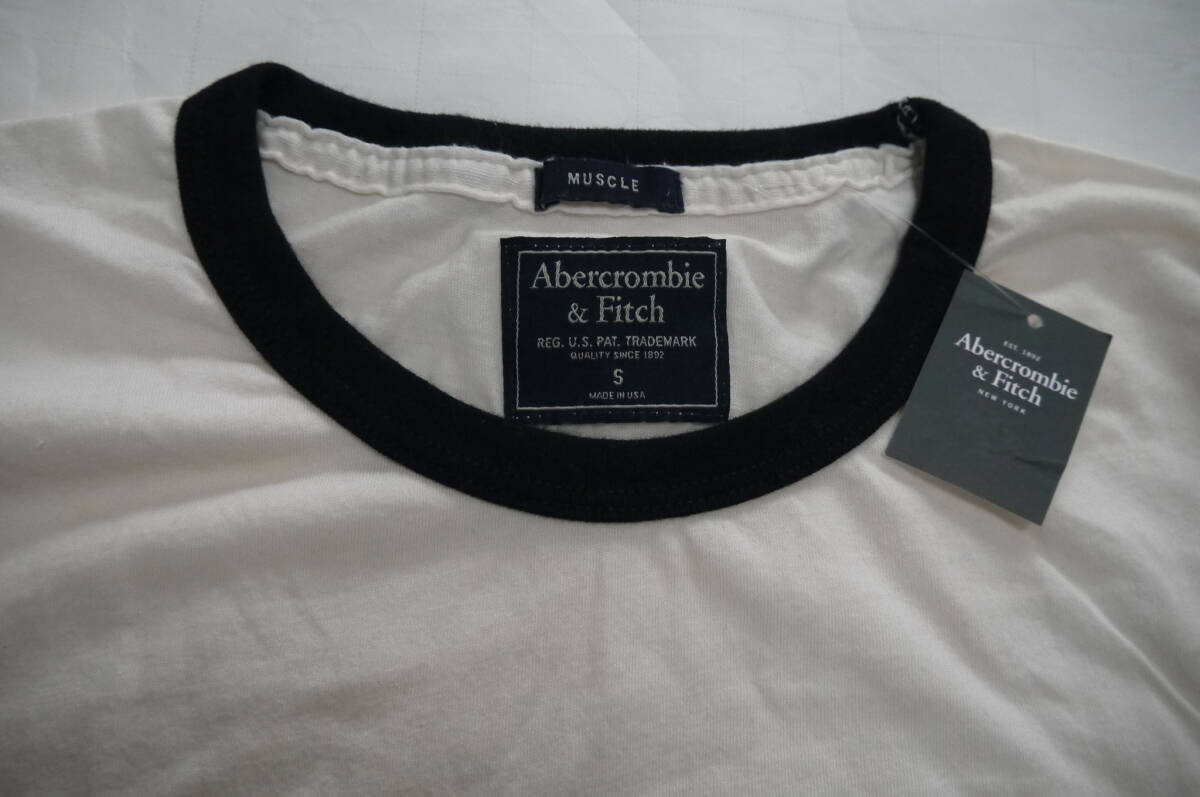 MUSCLE
Abercrombie
& Fitch
REG. U.S. PAT. TRADEMARK
QUALITY SINCE 1892
S
MADE IN USA
EST. 1892
Abercrombie
& Fitch
NEW YORK